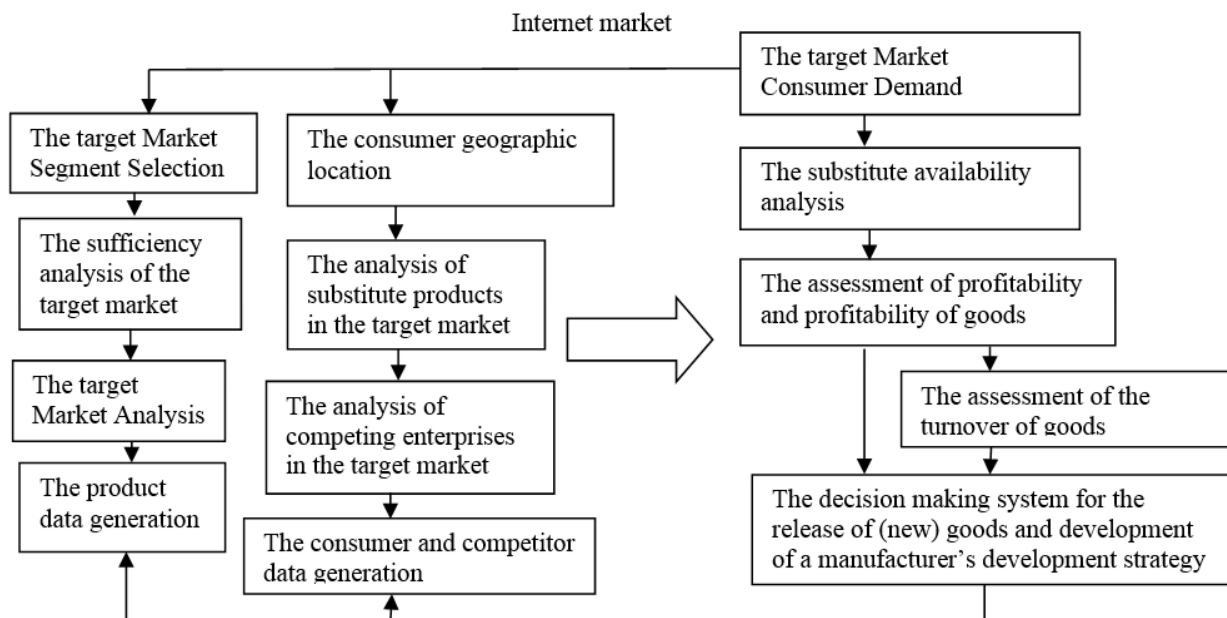 Internet market
The target Market
Consumer Demand
The target Market
Segment Selection
The consumer geographic
location
The substitute availability
analysis
The sufficiency
analysis of the
target market
The analysis of
substitute products
in the target market
The assessment of profitability
and profitability of goods
The target
Market Analysis
The analysis of
competing enterprises
in the target market
The assessment of the
turnover of goods
The product
data generation
The consumer and competitor
data generation
The decision making system for the
release of (new) goods and development
of a manufacturer’s development strategy